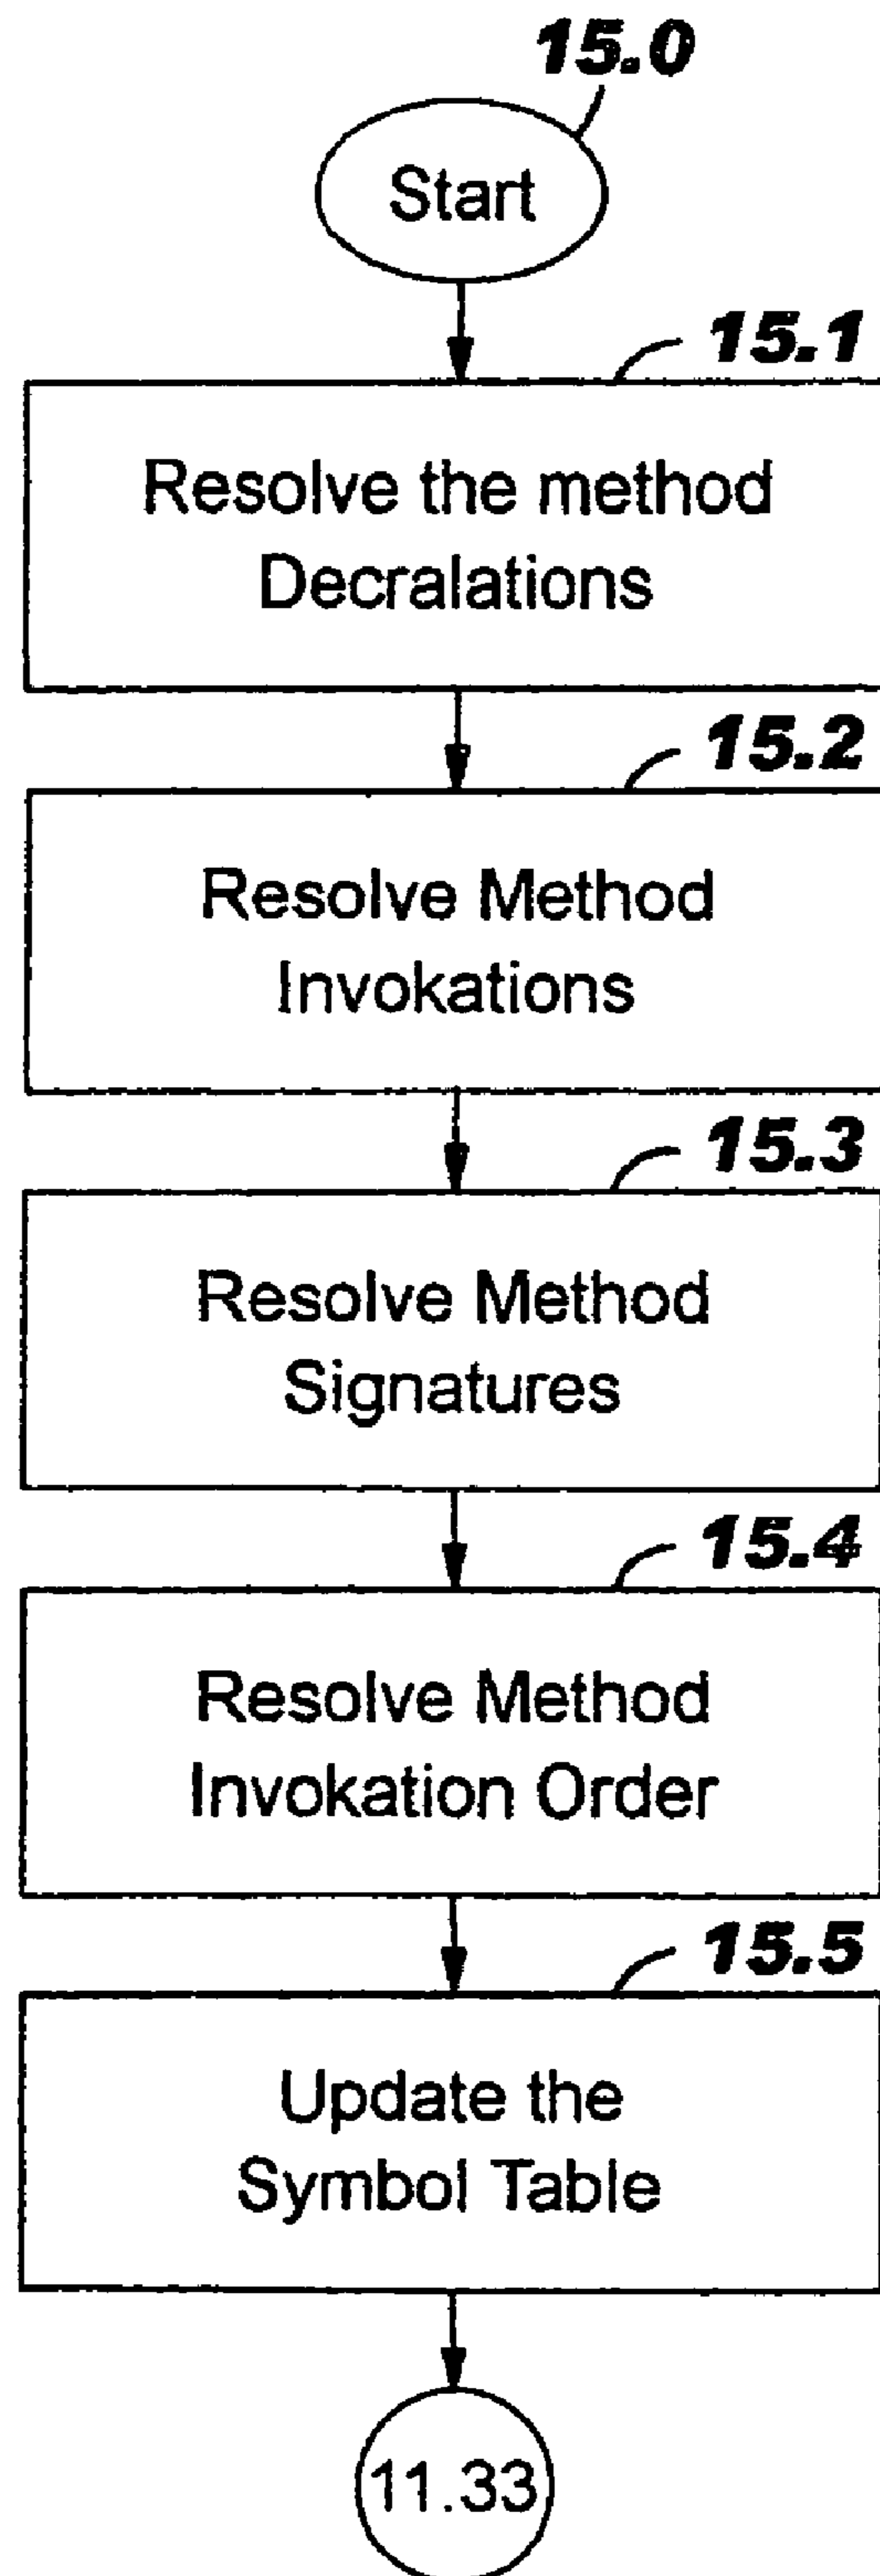 15.0
Start
15.1
Resolve the method
Decralations
15.2
Resolve Method
Invokations
15.3
Resolve Method
Signatures
15.4
Resolve Method
Invokation Order
15.5
Update the
Symbol Table
11.33